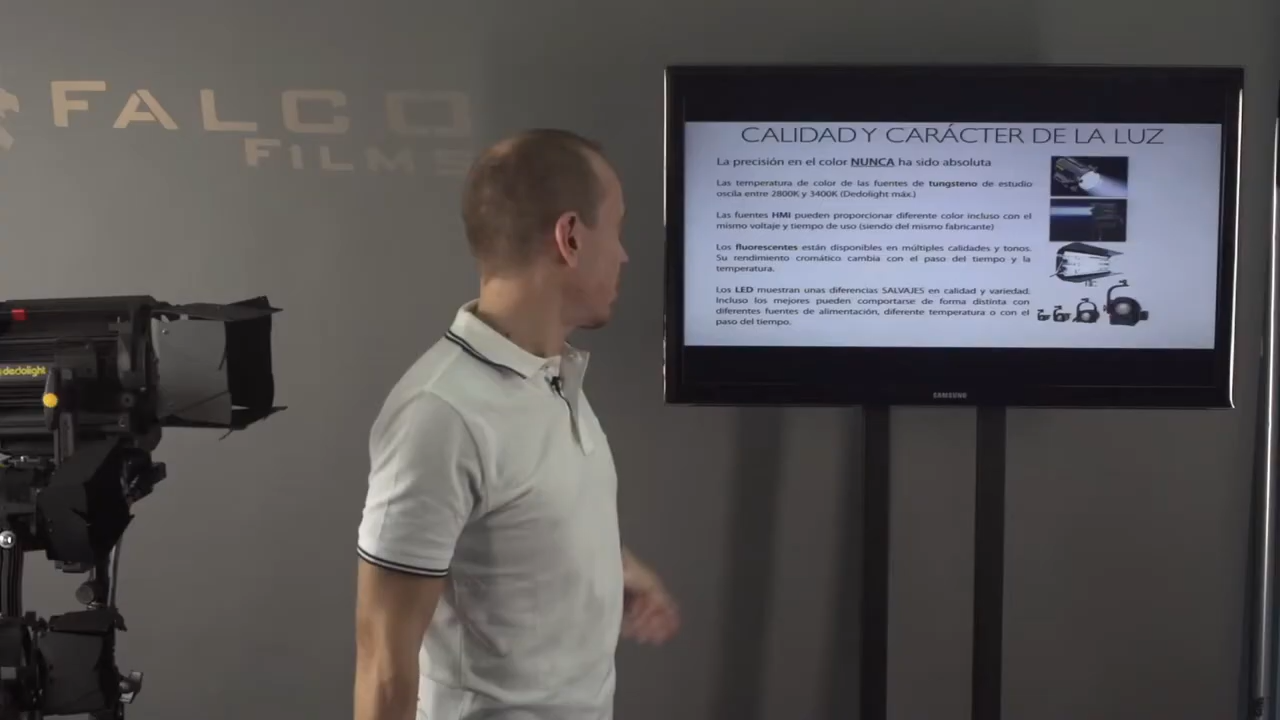 FALCO
FILMS
CALIDAD Y CARÁCTER DE LA LUZ
La precisión en el color NUNCA ha sido absoluta
Las temperatura de color de las fuentes de tungsteno de estudio
oscila entre 2800K y 3400K (Dedolight máx.)
Las fuentes HMI pueden proporcionar diferente color incluso con el
mismo voltaje y tiempo de uso (siendo del mismo fabricante)
Los fluorescentes están disponibles en múltiples calidades y tonos.
Su rendimiento cromático cambia con el paso del tiempo y la
temperatura.
Los LED muestran unas diferencias SALVAJES en calidad y variedad.
Incluso los mejores pueden comportarse de forma distinta con
diferentes fuentes de alimentación, diferente temperatura o con el
paso del tiempo.
SAMSUNG
dedolight